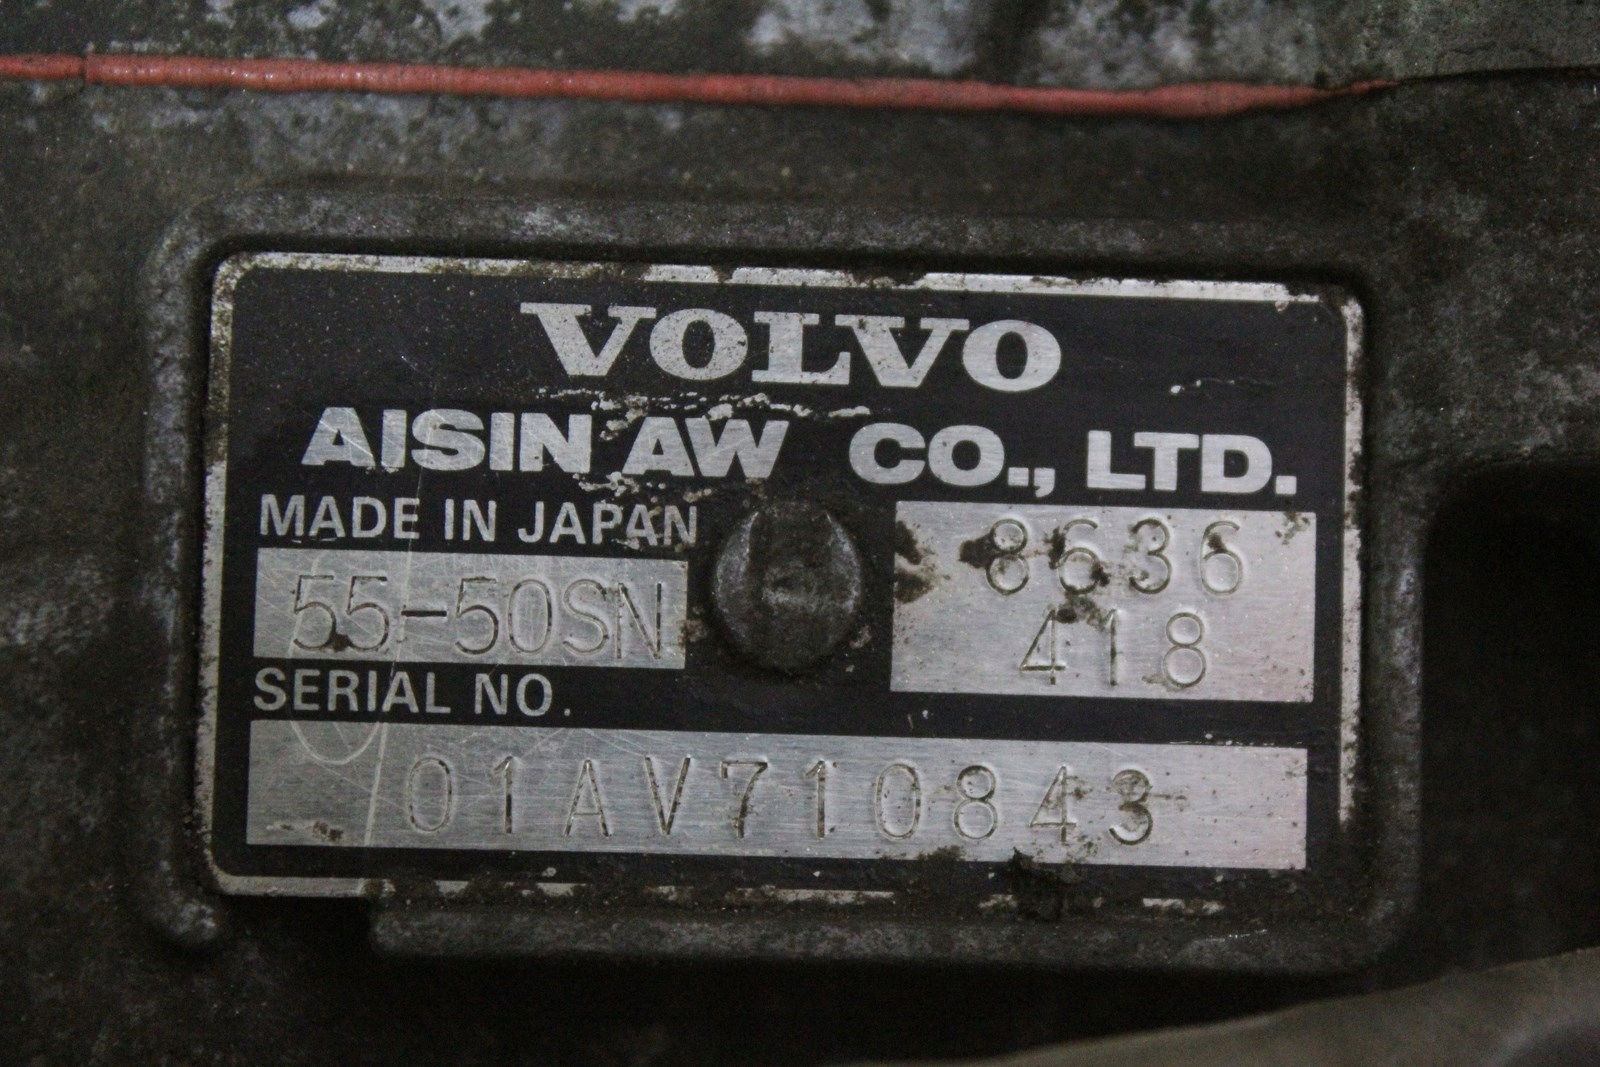 VOLVO
AISIN AW CO., LTD.
MADE IN JAPAN
55-50SN
8636
418
SERIAL NO.
01AV710843